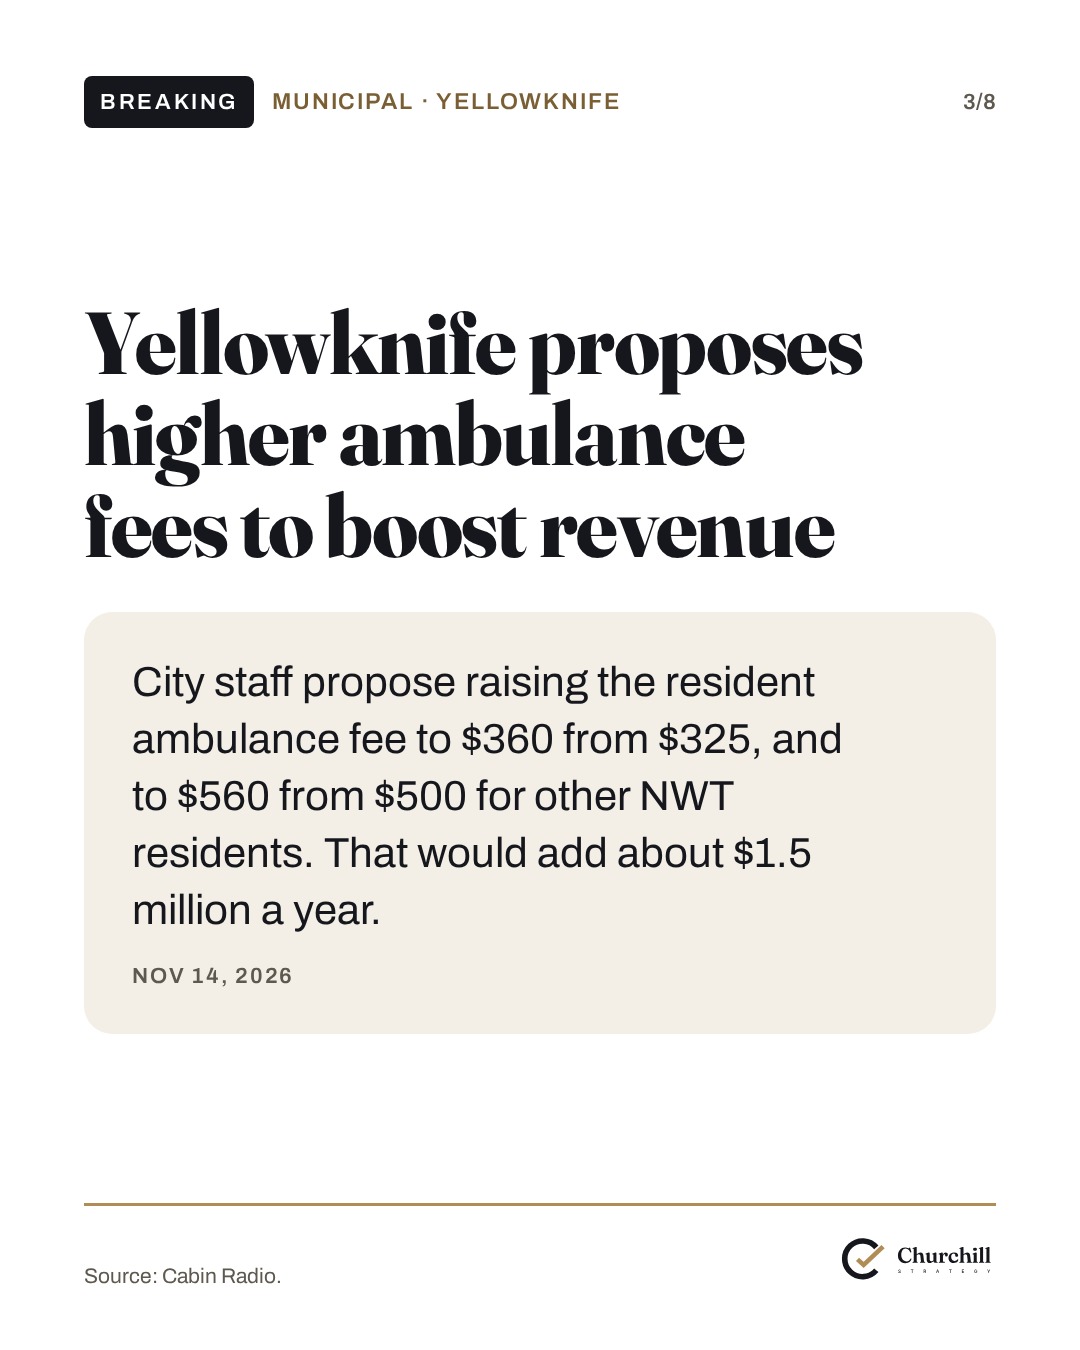 BREAKING
MUNICIPAL · YELLOWKNIFE
3/8
Yellowknife proposes
higher ambulance
fees to boost revenue
City staff propose raising the resident
ambulance fee to $360 from $325, and
to $560 from $500 for other NWT
residents. That would add about $1.5
million a year.
NOV 14, 2026
Source: Cabin Radio.
Churchill
STRATEGY